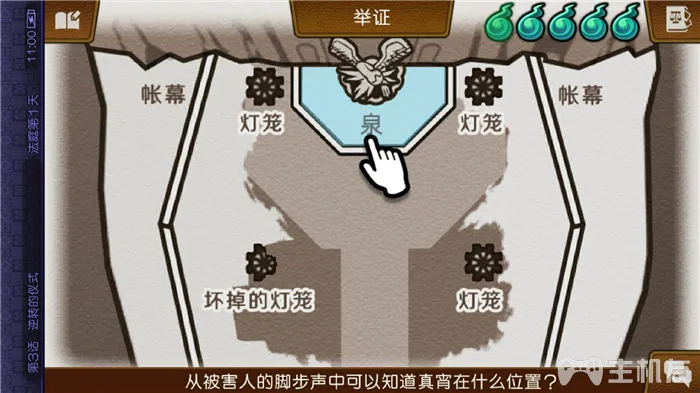 举证
11:00
法庭第1天
第3话 逆转的仪式
帐幕
灯笼
泉
灯笼
帐幕
坏掉的灯笼
灯笼
从被害人的脚步声中可以知道真宵在什么位置？
主机友